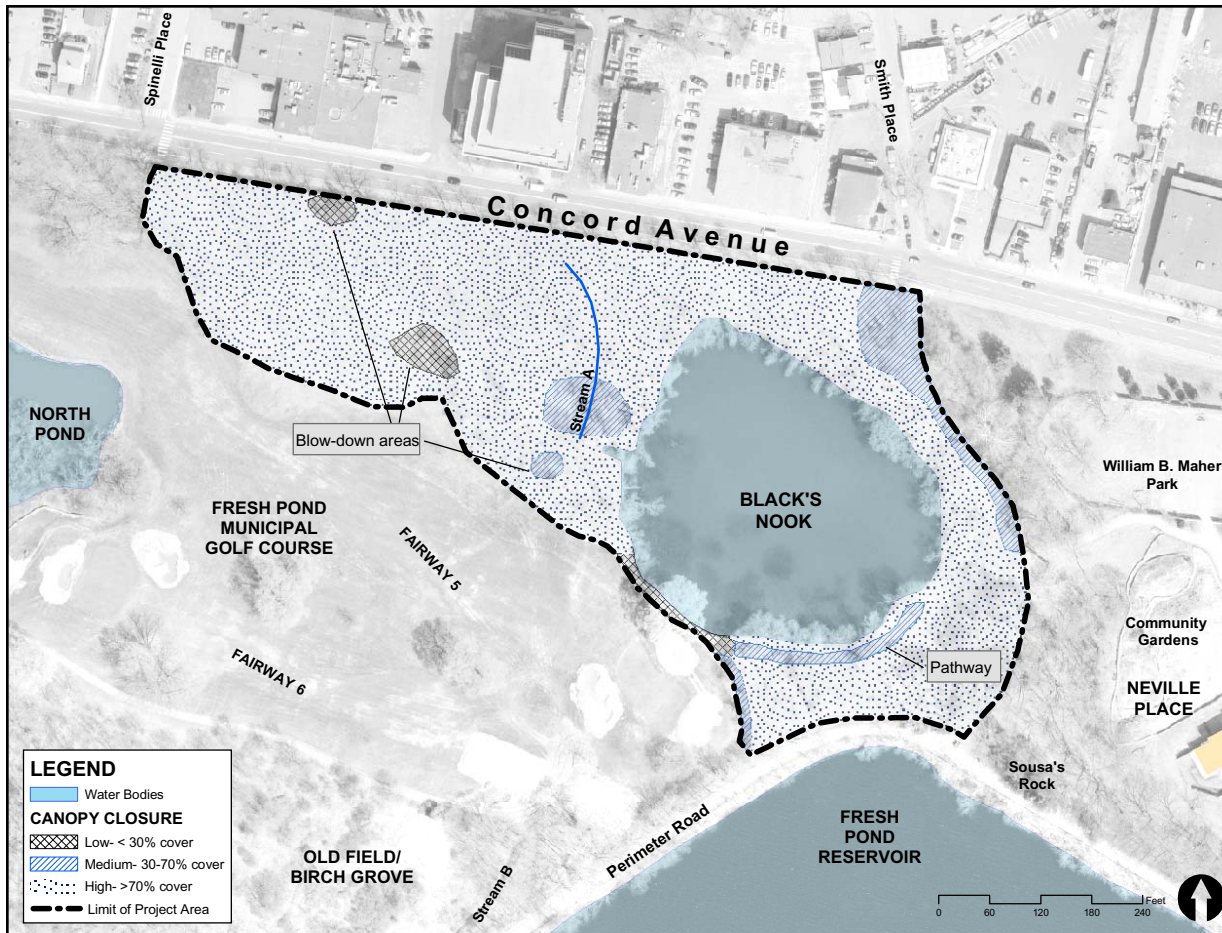 Spinelli Place
Smith Place
Concord Avenue
Stream A
NORTH
POND
Blow-down areas
William B. Maher
Park
BLACK'S
NOOK
FRESH POND
MUNICIPAL
GOLF COURSE
FAIRWAY 5
Community
Gardens
FAIRWAY 6
Pathway
NEVILLE
PLACE
Sousa's
Rock
Perimeter Road
FRESH
POND
RESERVOIR
OLD FIELD/
BIRCH GROVE
Stream B
LEGEND
Water Bodies
CANOPY CLOSURE
Low- < 30% cover
Medium- 30-70% cover
High- >70% cover
Limit of Project Area
Feet
0 60 120 180 240